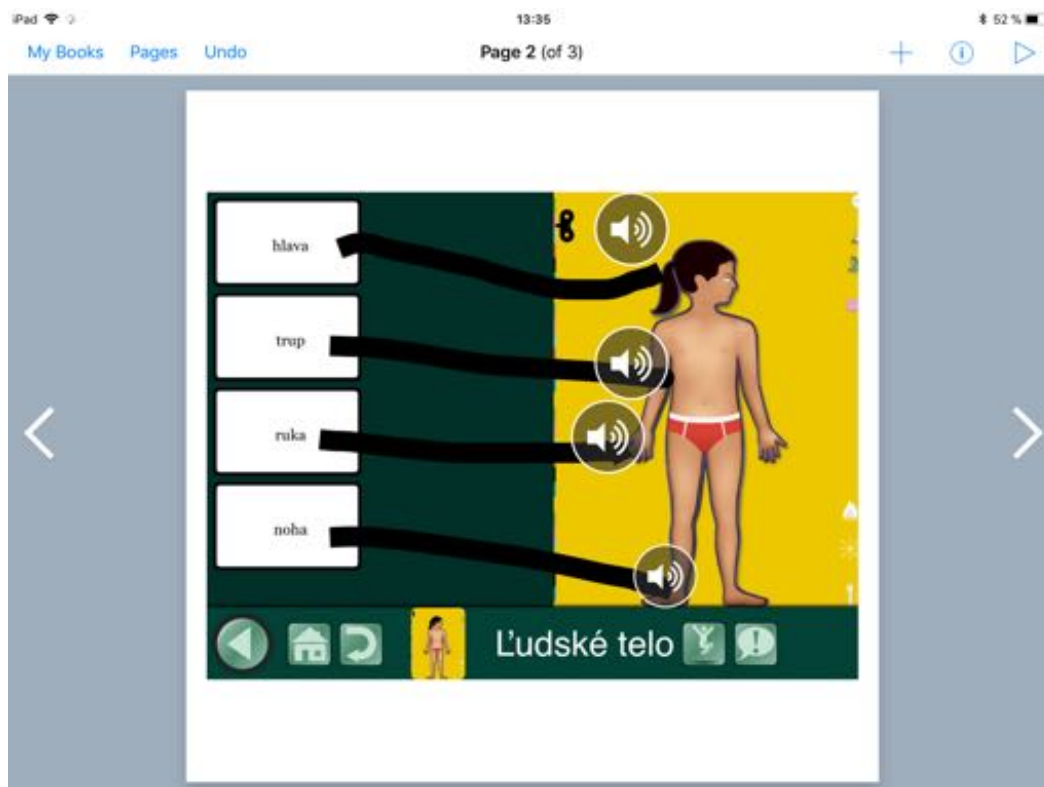 iPad 13:35 52 %
My Books Pages Undo Page 2 (of 3)
hlava
trup
ruka
noha
Ľudské telo